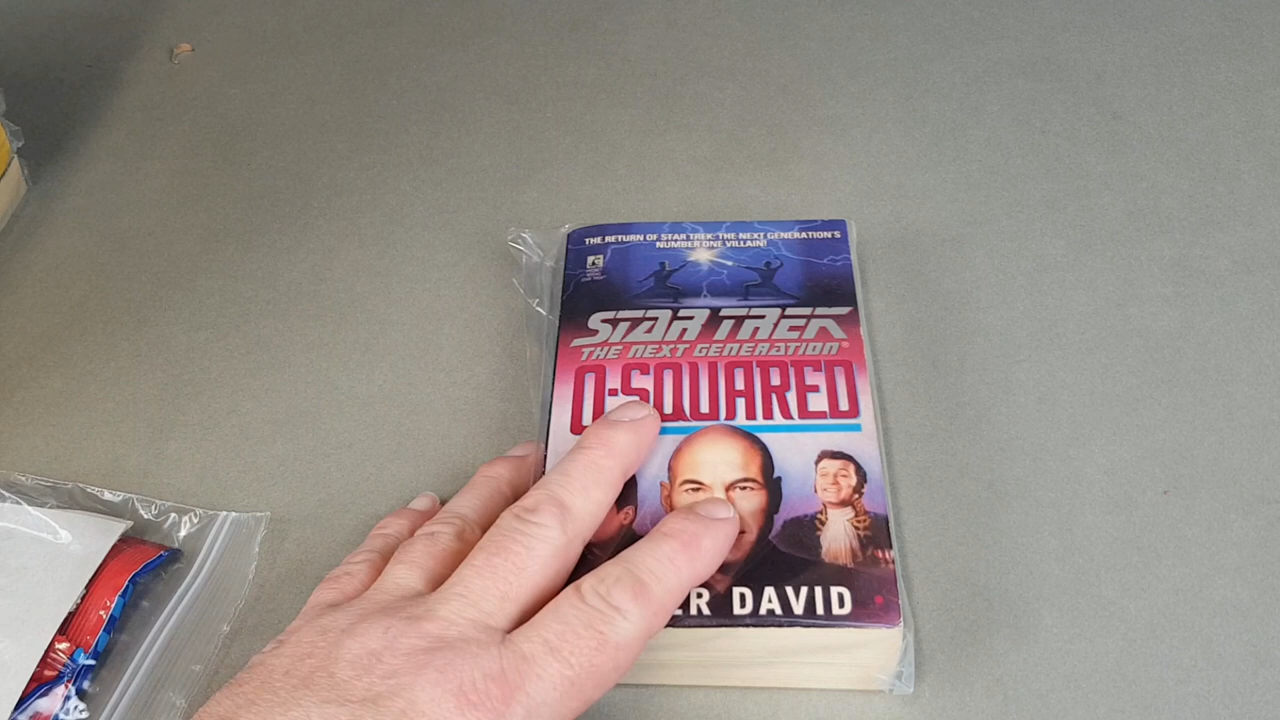 THE RETURN OF STAR TREK: THE NEXT GENERATION'S
NUMBER ONE VILLAIN!
STAR TREK
THE NEXT GENERATION®
Q-SQUARED
ER DAVID